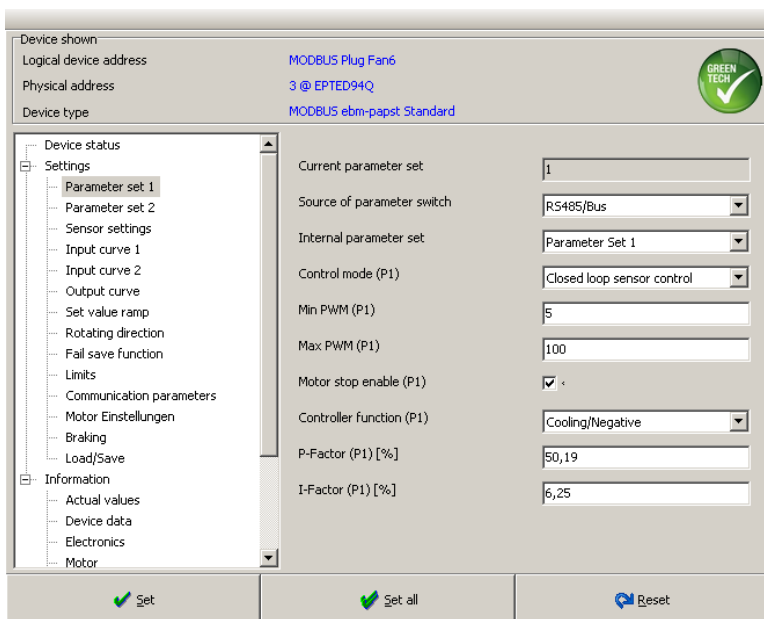 Device shown
Logical device address MODBUS Plug Fan6
Physical address 3 @ EPTED94Q
Device type MODBUS ebm-papst Standard
GREEN
TECH
Device status
Settings
Parameter set 1
Parameter set 2
Sensor settings
Input curve 1
Input curve 2
Output curve
Set value ramp
Rotating direction
Fail save function
Limits
Communication parameters
Motor Einstellungen
Braking
Load/Save
Information
Actual values
Device data
Electronics
Motor
Current parameter set 1
Source of parameter switch RS485/Bus
Internal parameter set Parameter Set 1
Control mode (P1) Closed loop sensor control
Min PWM (P1) 5
Max PWM (P1) 100
Motor stop enable (P1)
Controller function (P1) Cooling/Negative
P-Factor (P1) [%] 50,19
I-Factor (P1) [%] 6,25
Set
Set all
Reset